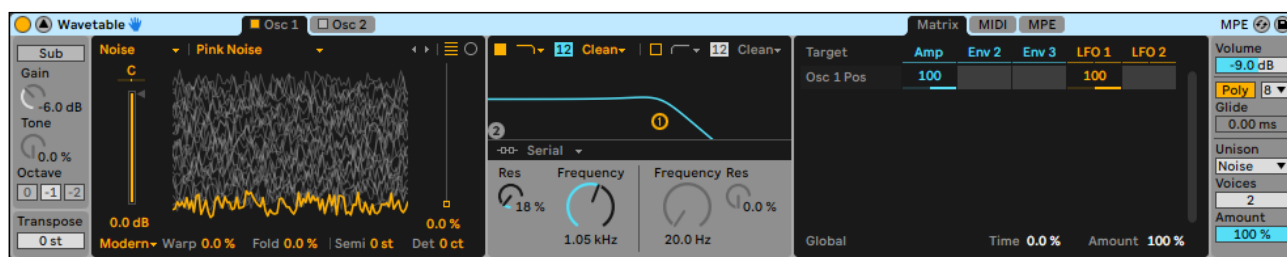 Wavetable
Osc 1 Osc 2
Matrix MIDI MPE
MPE
Sub
Gain
-6.0 dB
Tone
0.0 %
Octave
0 -1 -2
Transpose
0 st
Noise Pink Noise
C
0.0 dB
0.0 %
Modern Warp 0.0 % Fold 0.0 % Semi 0 st Det 0 ct
12 Clean 12 Clean
1
2
Serial
Res Frequency Frequency Res
18 % 0.0 %
1.05 kHz 20.0 Hz
Target Amp Env 2 Env 3 LFO 1 LFO 2
Osc 1 Pos 100 100
Global Time 0.0 % Amount 100 %
Volume
-9.0 dB
Poly 8
Glide
0.00 ms
Unison
Noise
Voices
2
Amount
100 %